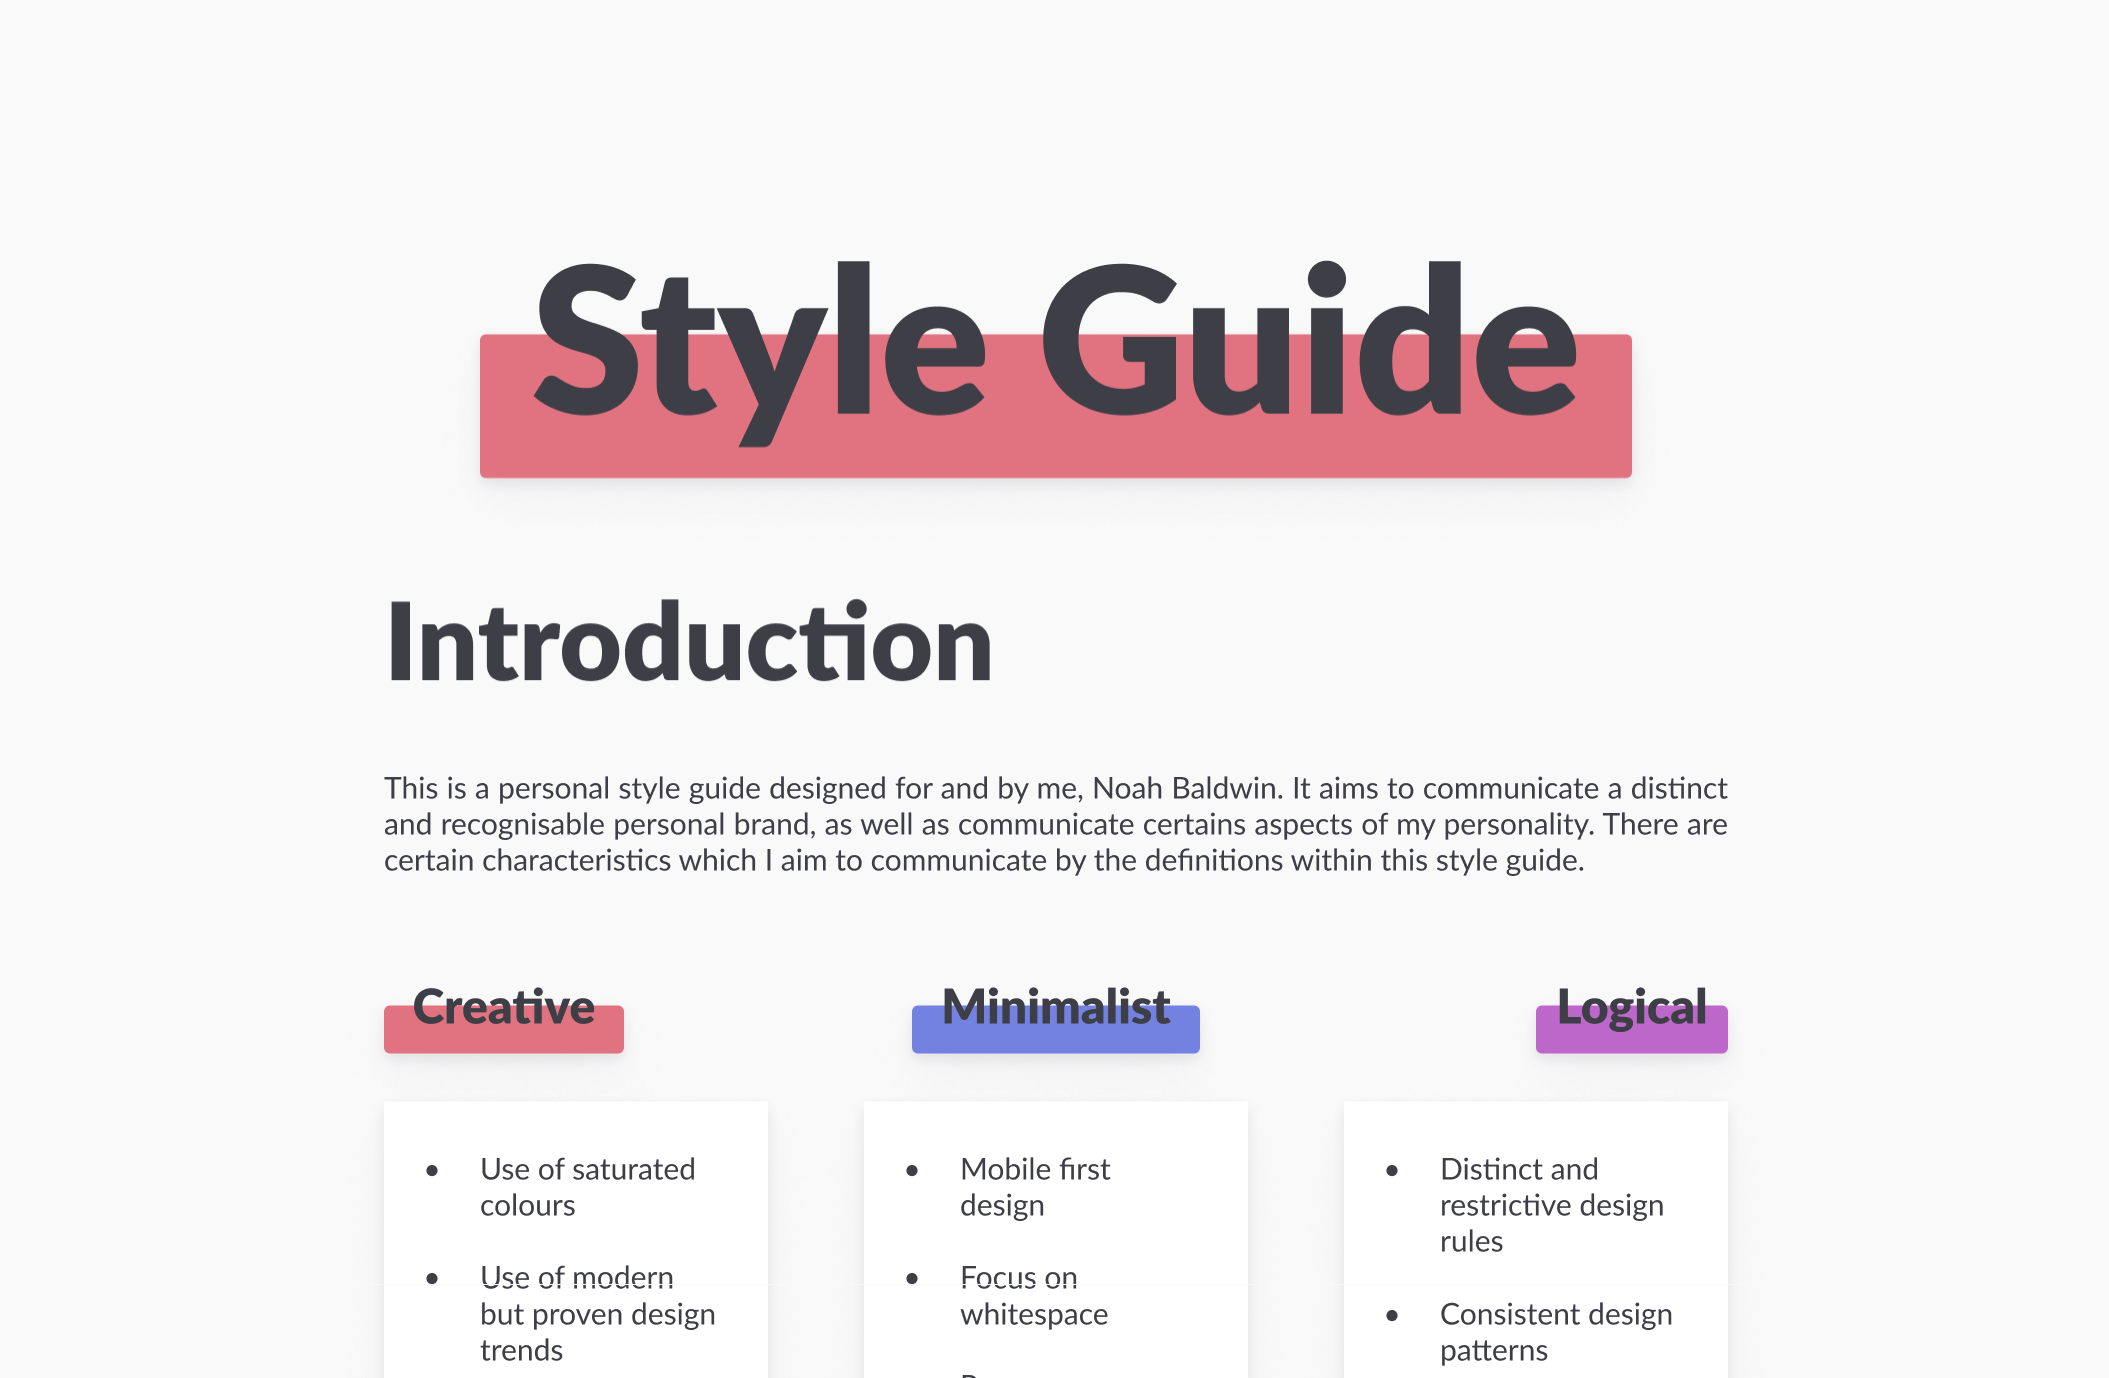 Style Guide
Introduction
This is a personal style guide designed for and by me, Noah Baldwin. It aims to communicate a distinct
and recognisable personal brand, as well as communicate certains aspects of my personality. There are
certain characteristics which I aim to communicate by the definitions within this style guide.
Creative
• Use of saturated
colours
• Use of modern
but proven design
trends
Minimalist
• Mobile first
design
• Focus on
whitespace
Logical
• Distinct and
restrictive design
rules
• Consistent design
patterns